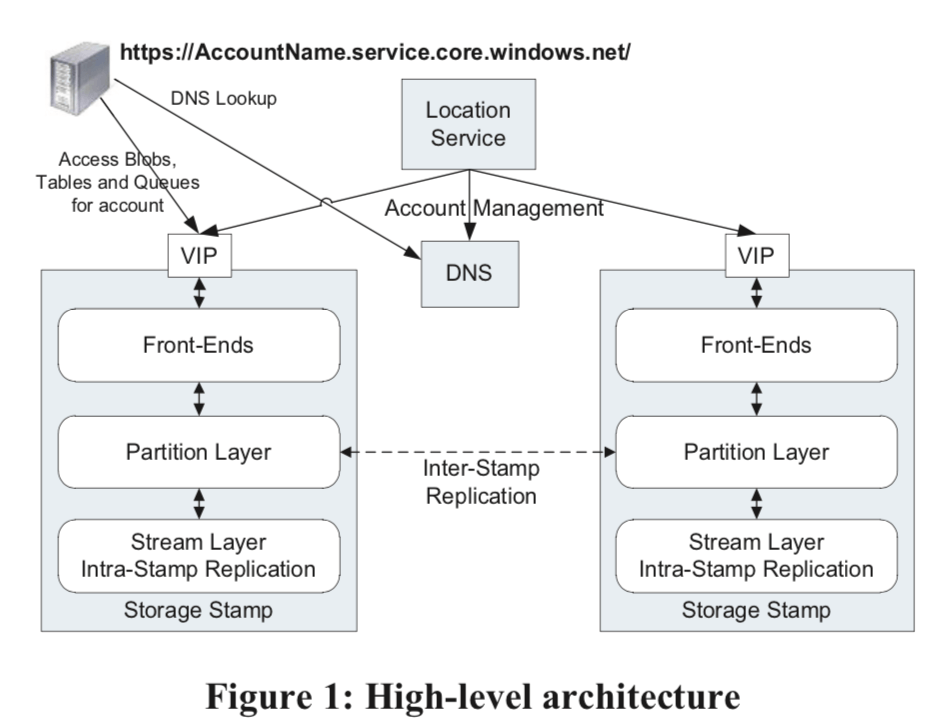 https://AccountName.service.core.windows.net/
DNS Lookup
Location
Service
Access Blobs,
Tables and Queues
for account
Account Management
VIP
DNS
VIP
Front-Ends
Front-Ends
Partition Layer
Partition Layer
Inter-Stamp
Replication
Stream Layer
Intra-Stamp Replication
Stream Layer
Intra-Stamp Replication
Storage Stamp
Storage Stamp
Figure 1: High-level architecture